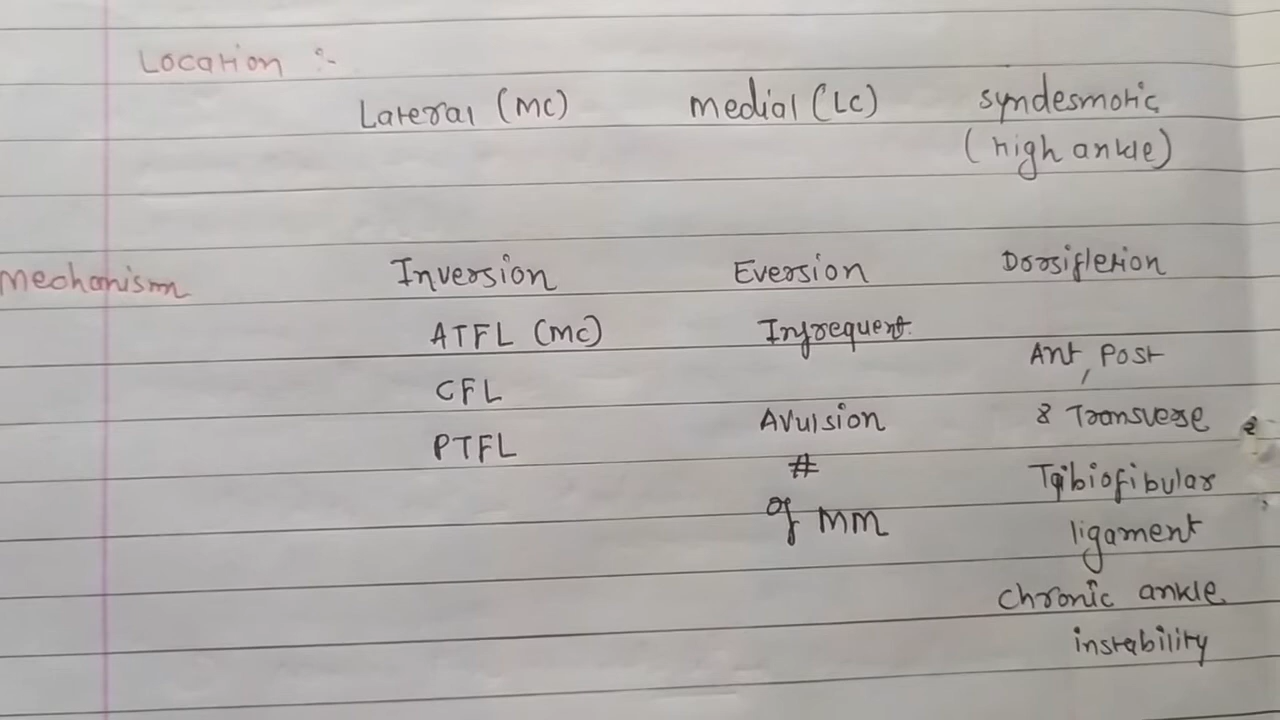 Location :-
Lateral (mc) medial (LC) syndesmotic
(high ankle)
Mechanism Inversion Eversion Dorsiflexion
ATFL (mc) Infrequent.
Ant, Post
CFL
Avulsion & Transverse
PTFL
#
Tibiofibular
of MM ligament
chronic ankle
instability